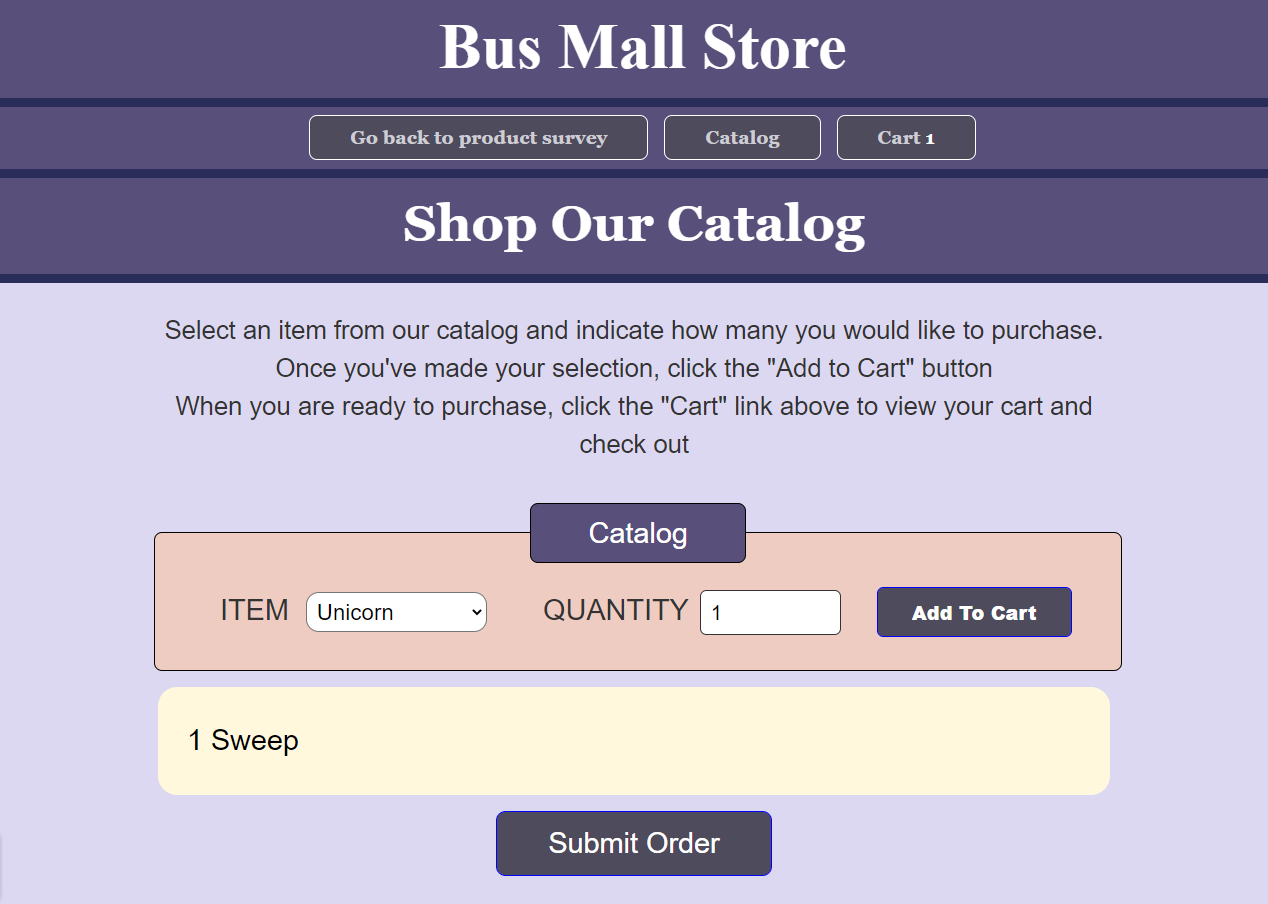 Bus Mall Store
Go back to product survey
Catalog
Cart 1
Shop Our Catalog
Select an item from our catalog and indicate how many you would like to purchase.
Once you've made your selection, click the "Add to Cart" button
When you are ready to purchase, click the "Cart" link above to view your cart and
check out
Catalog
ITEM Unicorn QUANTITY 1 Add To Cart
1 Sweep
Submit Order